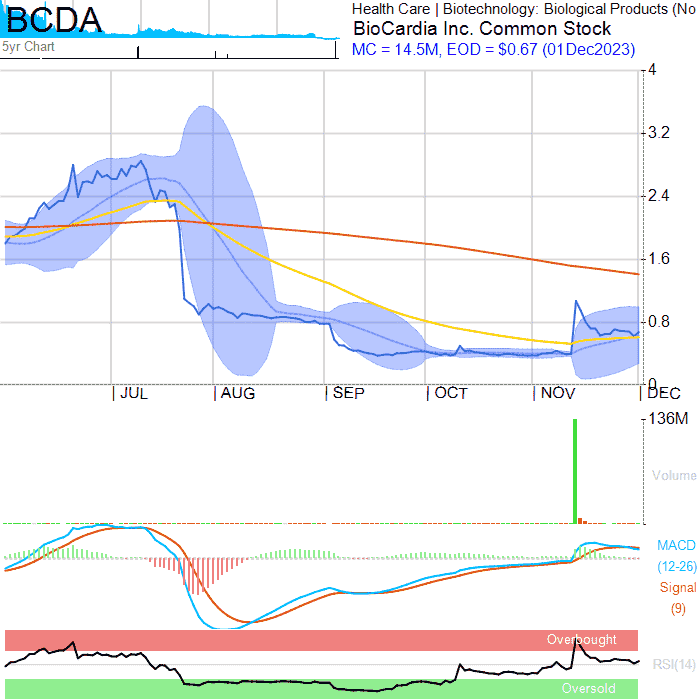 BCDA
Health Care | Biotechnology: Biological Products (No
BioCardia Inc. Common Stock
5yr Chart
MC = 14.5M, EOD = $0.67 (01Dec2023)
4
3.2
2.4
1.6
0.8
0
| JUL | AUG | SEP | OCT | NOV | DEC
136M
Volume
MACD
(12-26)
Signal
(9)
Overbought
RSI(14)
Oversold